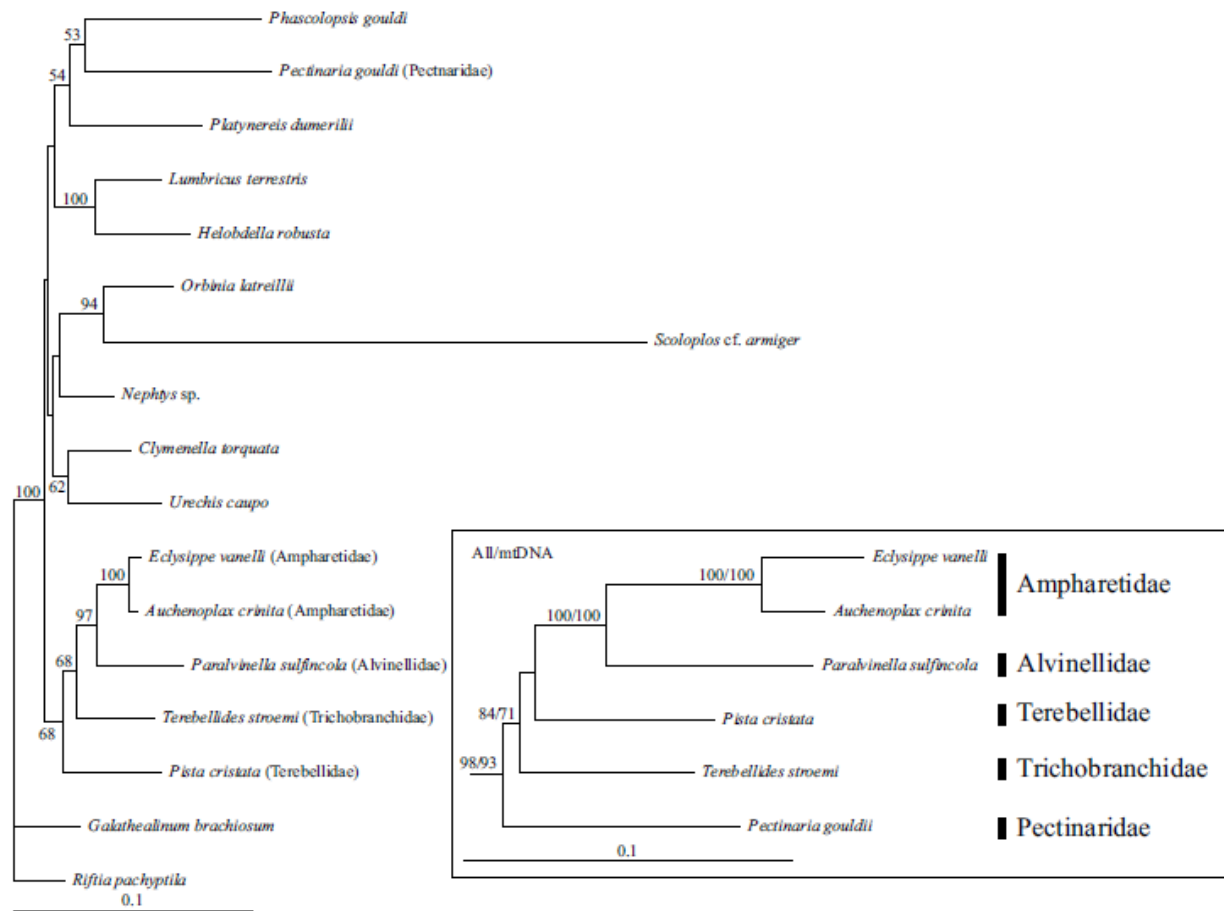 Phascolopsis gouldi
53
Pectinaria gouldi (Pectnaridae)
54
Platynereis dumerilii
Lumbricus terrestris
100
Helobdella robusta
Orbinia latreillii
94
Scoloplos cf. armiger
Nephtys sp.
Clymenella torquata
62
100
Urechis caupo
Eclysippe vanelli (Ampharetidae)
100
Auchenoplax crinita (Ampharetidae)
97
Paralvinella sulfincola (Alvinellidae)
68
Terebellides stroemi (Trichobranchidae)
68
Pista cristata (Terebellidae)
Galathealinum brachiosum
Riftia pachyptila
0.1
All/mtDNA
Eclysippe vanelli
100/100
Ampharetidae
Auchenoplax crinita
100/100
Paralvinella sulfincola
Alvinellidae
Pista cristata
Terebellidae
84/71
Terebellides stroemi
Trichobranchidae
98/93
Pectinaria gouldii
Pectinaridae
0.1